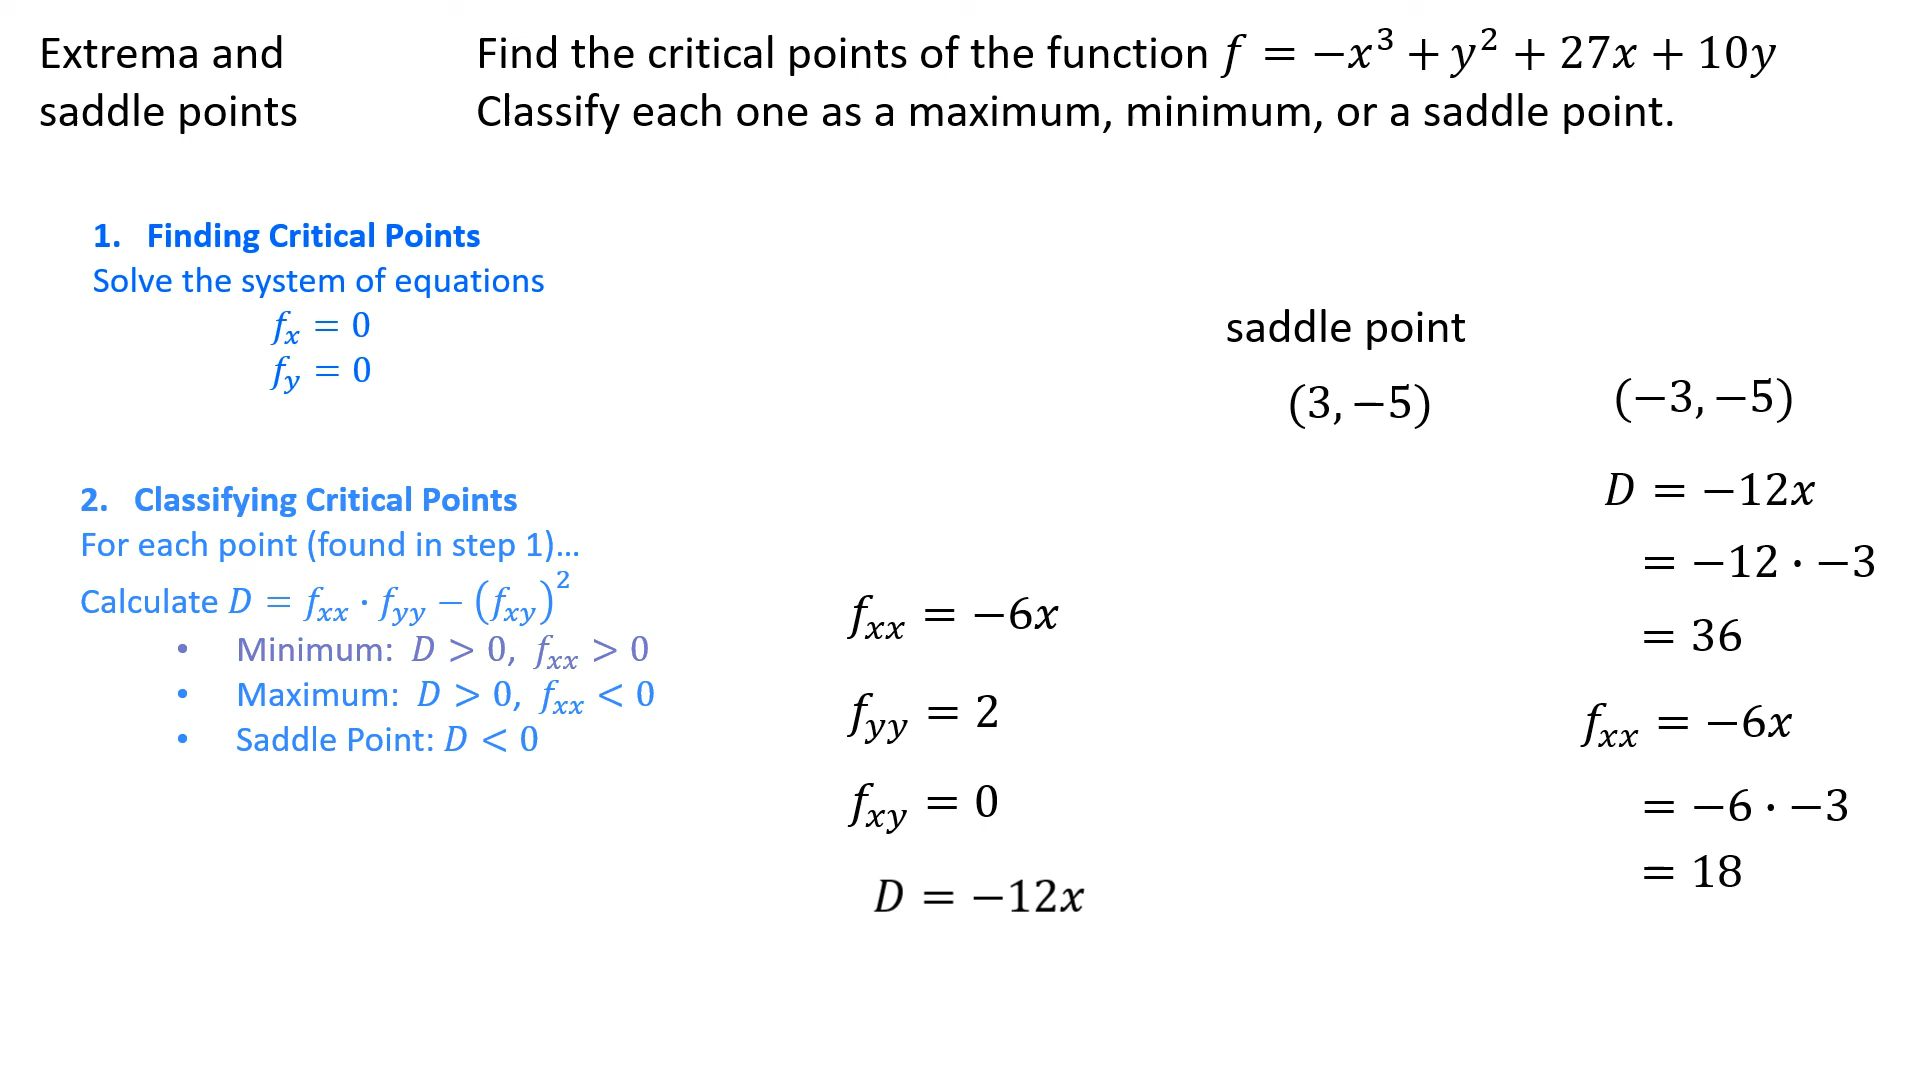 Extrema and
saddle points
Find the critical points of the function f = −x³ + y² + 27x + 10y
Classify each one as a maximum, minimum, or a saddle point.
1. Finding Critical Points
Solve the system of equations
fₓ = 0
f_y = 0
2. Classifying Critical Points
For each point (found in step 1)...
Calculate D = f_xx · f_yy − (f_xy)²
• Minimum: D > 0, f_xx > 0
• Maximum: D > 0, f_xx < 0
• Saddle Point: D < 0
f_xx = −6x
f_yy = 2
f_xy = 0
D = −12x
saddle point
(3, −5)
(−3, −5)
D = −12x
= −12 · −3
= 36
f_xx = −6x
= −6 · −3
= 18